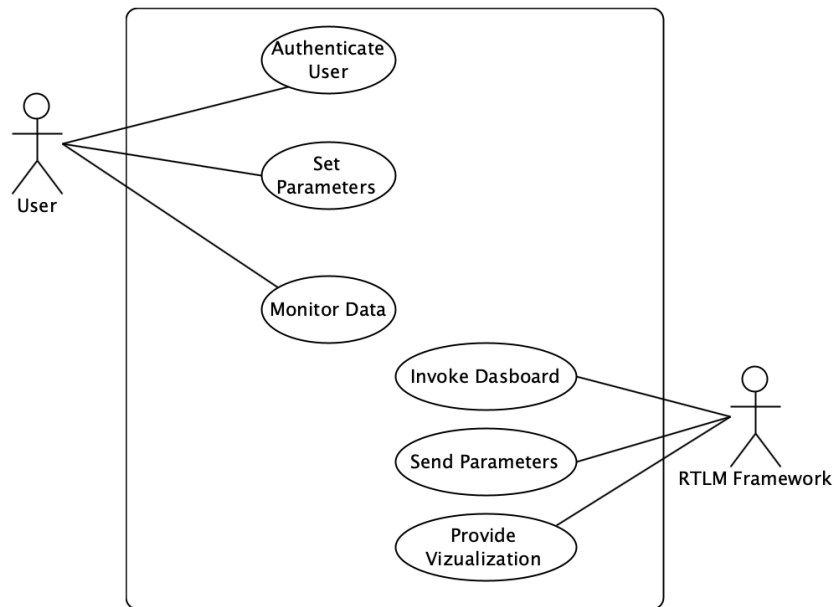 Authenticate
User
User
Set
Parameters
Monitor Data
Invoke Dasboard
Send Parameters
RTLM Framework
Provide
Vizualization